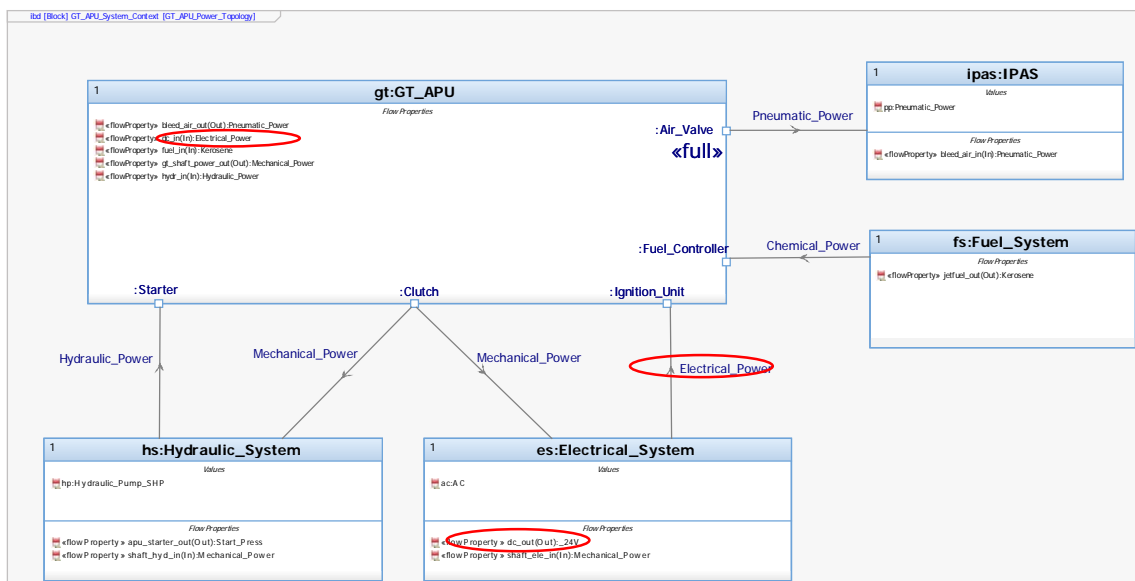 ibd [Block] GT_APU_System_Context [GT_APU_Power_Topology]
1
gt:GT_APU
Flow Properties
«flowProperty» bleed_air_out(Out):Pneumatic_Power
«flowProperty» dc_in(In):Electrical_Power
«flowProperty» fuel_in(In):Kerosene
«flowProperty» gt_shaft_power_out(Out):Mechanical_Power
«flowProperty» hydr_in(In):Hydraulic_Power
:Air_Valve
«full»
:Fuel_Controller
:Starter
:Clutch
:Ignition_Unit
Pneumatic_Power
1
ipas:IPAS
Values
pp:Pneumatic_Power
Flow Properties
«flowProperty» bleed_air_in(In):Pneumatic_Power
Chemical_Power
1
fs:Fuel_System
Flow Properties
«flowProperty» jetfuel_out(Out):Kerosene
Hydraulic_Power
Mechanical_Power
Mechanical_Power
Electrical_Power
1
hs:Hydraulic_System
Values
hp:Hydraulic_Pump_SHP
Flow Properties
«flowProperty» apu_starter_out(Out):Start_Press
«flowProperty» shaft_hyd_in(In):Mechanical_Power
1
es:Electrical_System
Values
ac:AC
Flow Properties
«flowProperty» dc_out(Out):_24V
«flowProperty» shaft_ele_in(In):Mechanical_Power